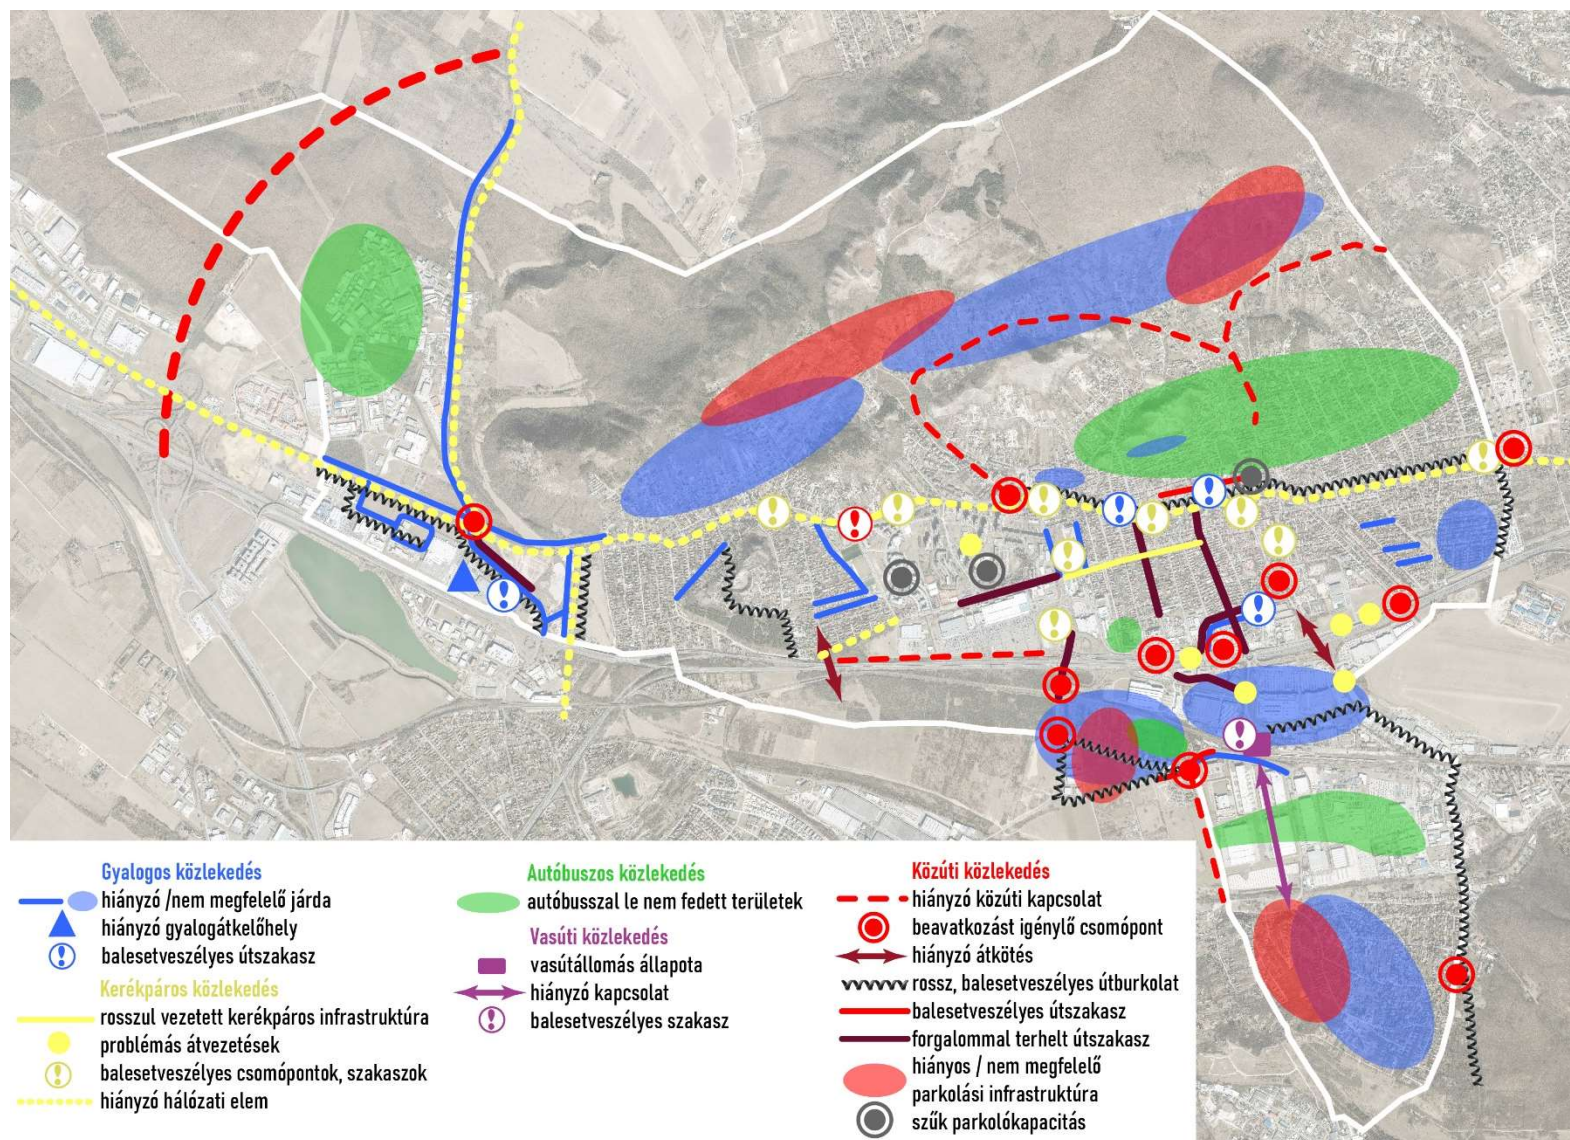 Gyalogos közlekedés
hiányzó /nem megfelelő járda
hiányzó gyalogátkelőhely
balesetveszélyes útszakasz
Kerékpáros közlekedés
rosszul vezetett kerékpáros infrastruktúra
problémás átvezetések
balesetveszélyes csomópontok, szakaszok
hiányzó hálózati elem
Autóbuszos közlekedés
autóbusszal le nem fedett területek
Vasúti közlekedés
vasútállomás állapota
hiányzó kapcsolat
balesetveszélyes szakasz
Közúti közlekedés
hiányzó közúti kapcsolat
beavatkozást igénylő csomópont
hiányzó átkötés
rossz, balesetveszélyes útburkolat
balesetveszélyes útszakasz
forgalommal terhelt útszakasz
hiányos / nem megfelelő
parkolási infrastruktúra
szűk parkolókapacitás